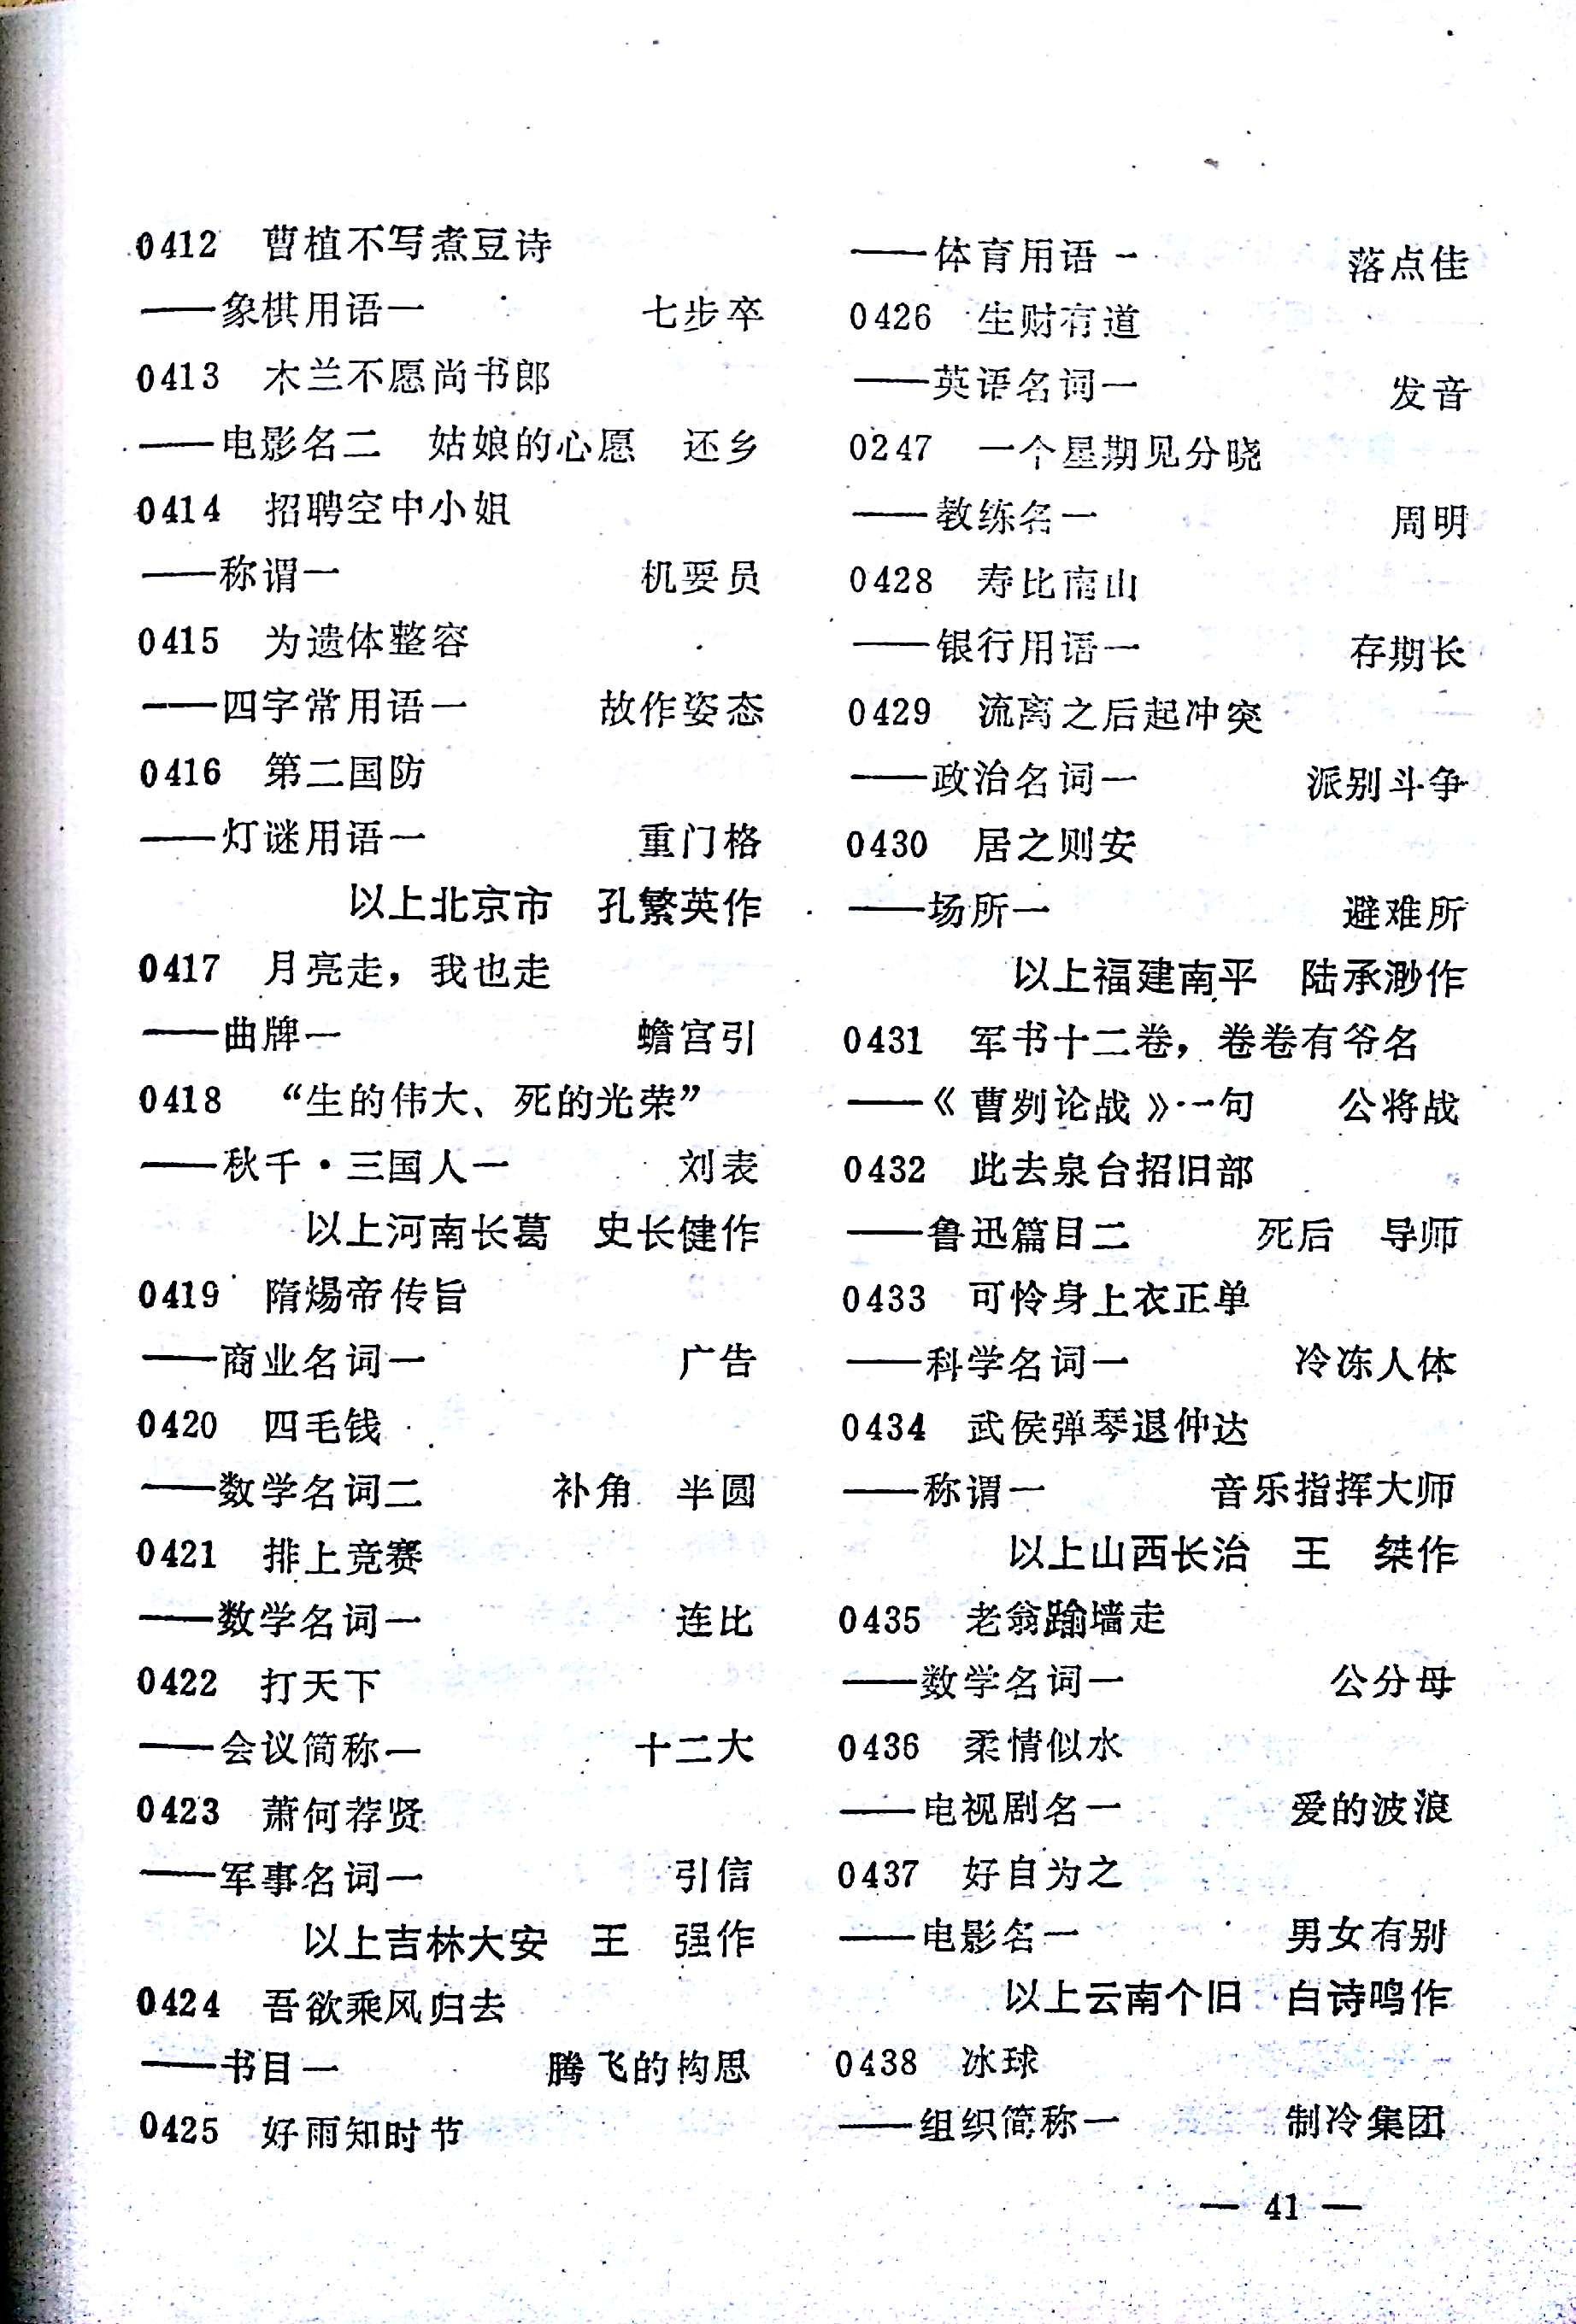 0412 曹植不写煮豆诗
——象棋用语一 七步卒
0413 木兰不愿尚书郎
——电影名二 姑娘的心愿 还乡
0414 招聘空中小姐
——称谓一 机要员
0415 为遗体整容
——四字常用语一 故作姿态
0416 第二国防
——灯谜用语一 重门格
以上北京市 孔繁英作
0417 月亮走，我也走
——曲牌一 蟾宫引
0418 “生的伟大、死的光荣”
——秋千·三国人一 刘表
以上河南长葛 史长健作
0419 隋煬帝传旨
——商业名词一 广告
0420 四毛钱
——数学名词二 补角 半圆
0421 排上竞赛
——数学名词一 连比
0422 打天下
——会议简称一 十二大
0423 萧何荐贤
——军事名词一 引信
以上吉林大安 王 强作
0424 吾欲乘风归去
——书目一 腾飞的构思
0425 好雨知时节
——体育用语一 落点佳
0426 生财有道
——英语名词一 发音
0247 一个星期见分晓
——教练名一 周明
0428 寿比南山
——银行用语一 存期长
0429 流离之后起冲突
——政治名词一 派别斗争
0430 居之则安
——场所一 避难所
以上福建南平 陆承渺作
0431 军书十二卷，卷卷有爷名
——《曹刿论战》一句 公将战
0432 此去泉台招旧部
——鲁迅篇目二 死后 导师
0433 可怜身上衣正单
——科学名词一 冷冻人体
0434 武侯弹琴退仲达
——称谓一 音乐指挥大师
以上山西长治 王 桀作
0435 老翁踰墙走
——数学名词一 公分母
0436 柔情似水
——电视剧名一 爱的波浪
0437 好自为之
——电影名一 男女有别
以上云南个旧 白诗鸣作
0438 冰球
——组织简称一 制冷集团
— 41 —